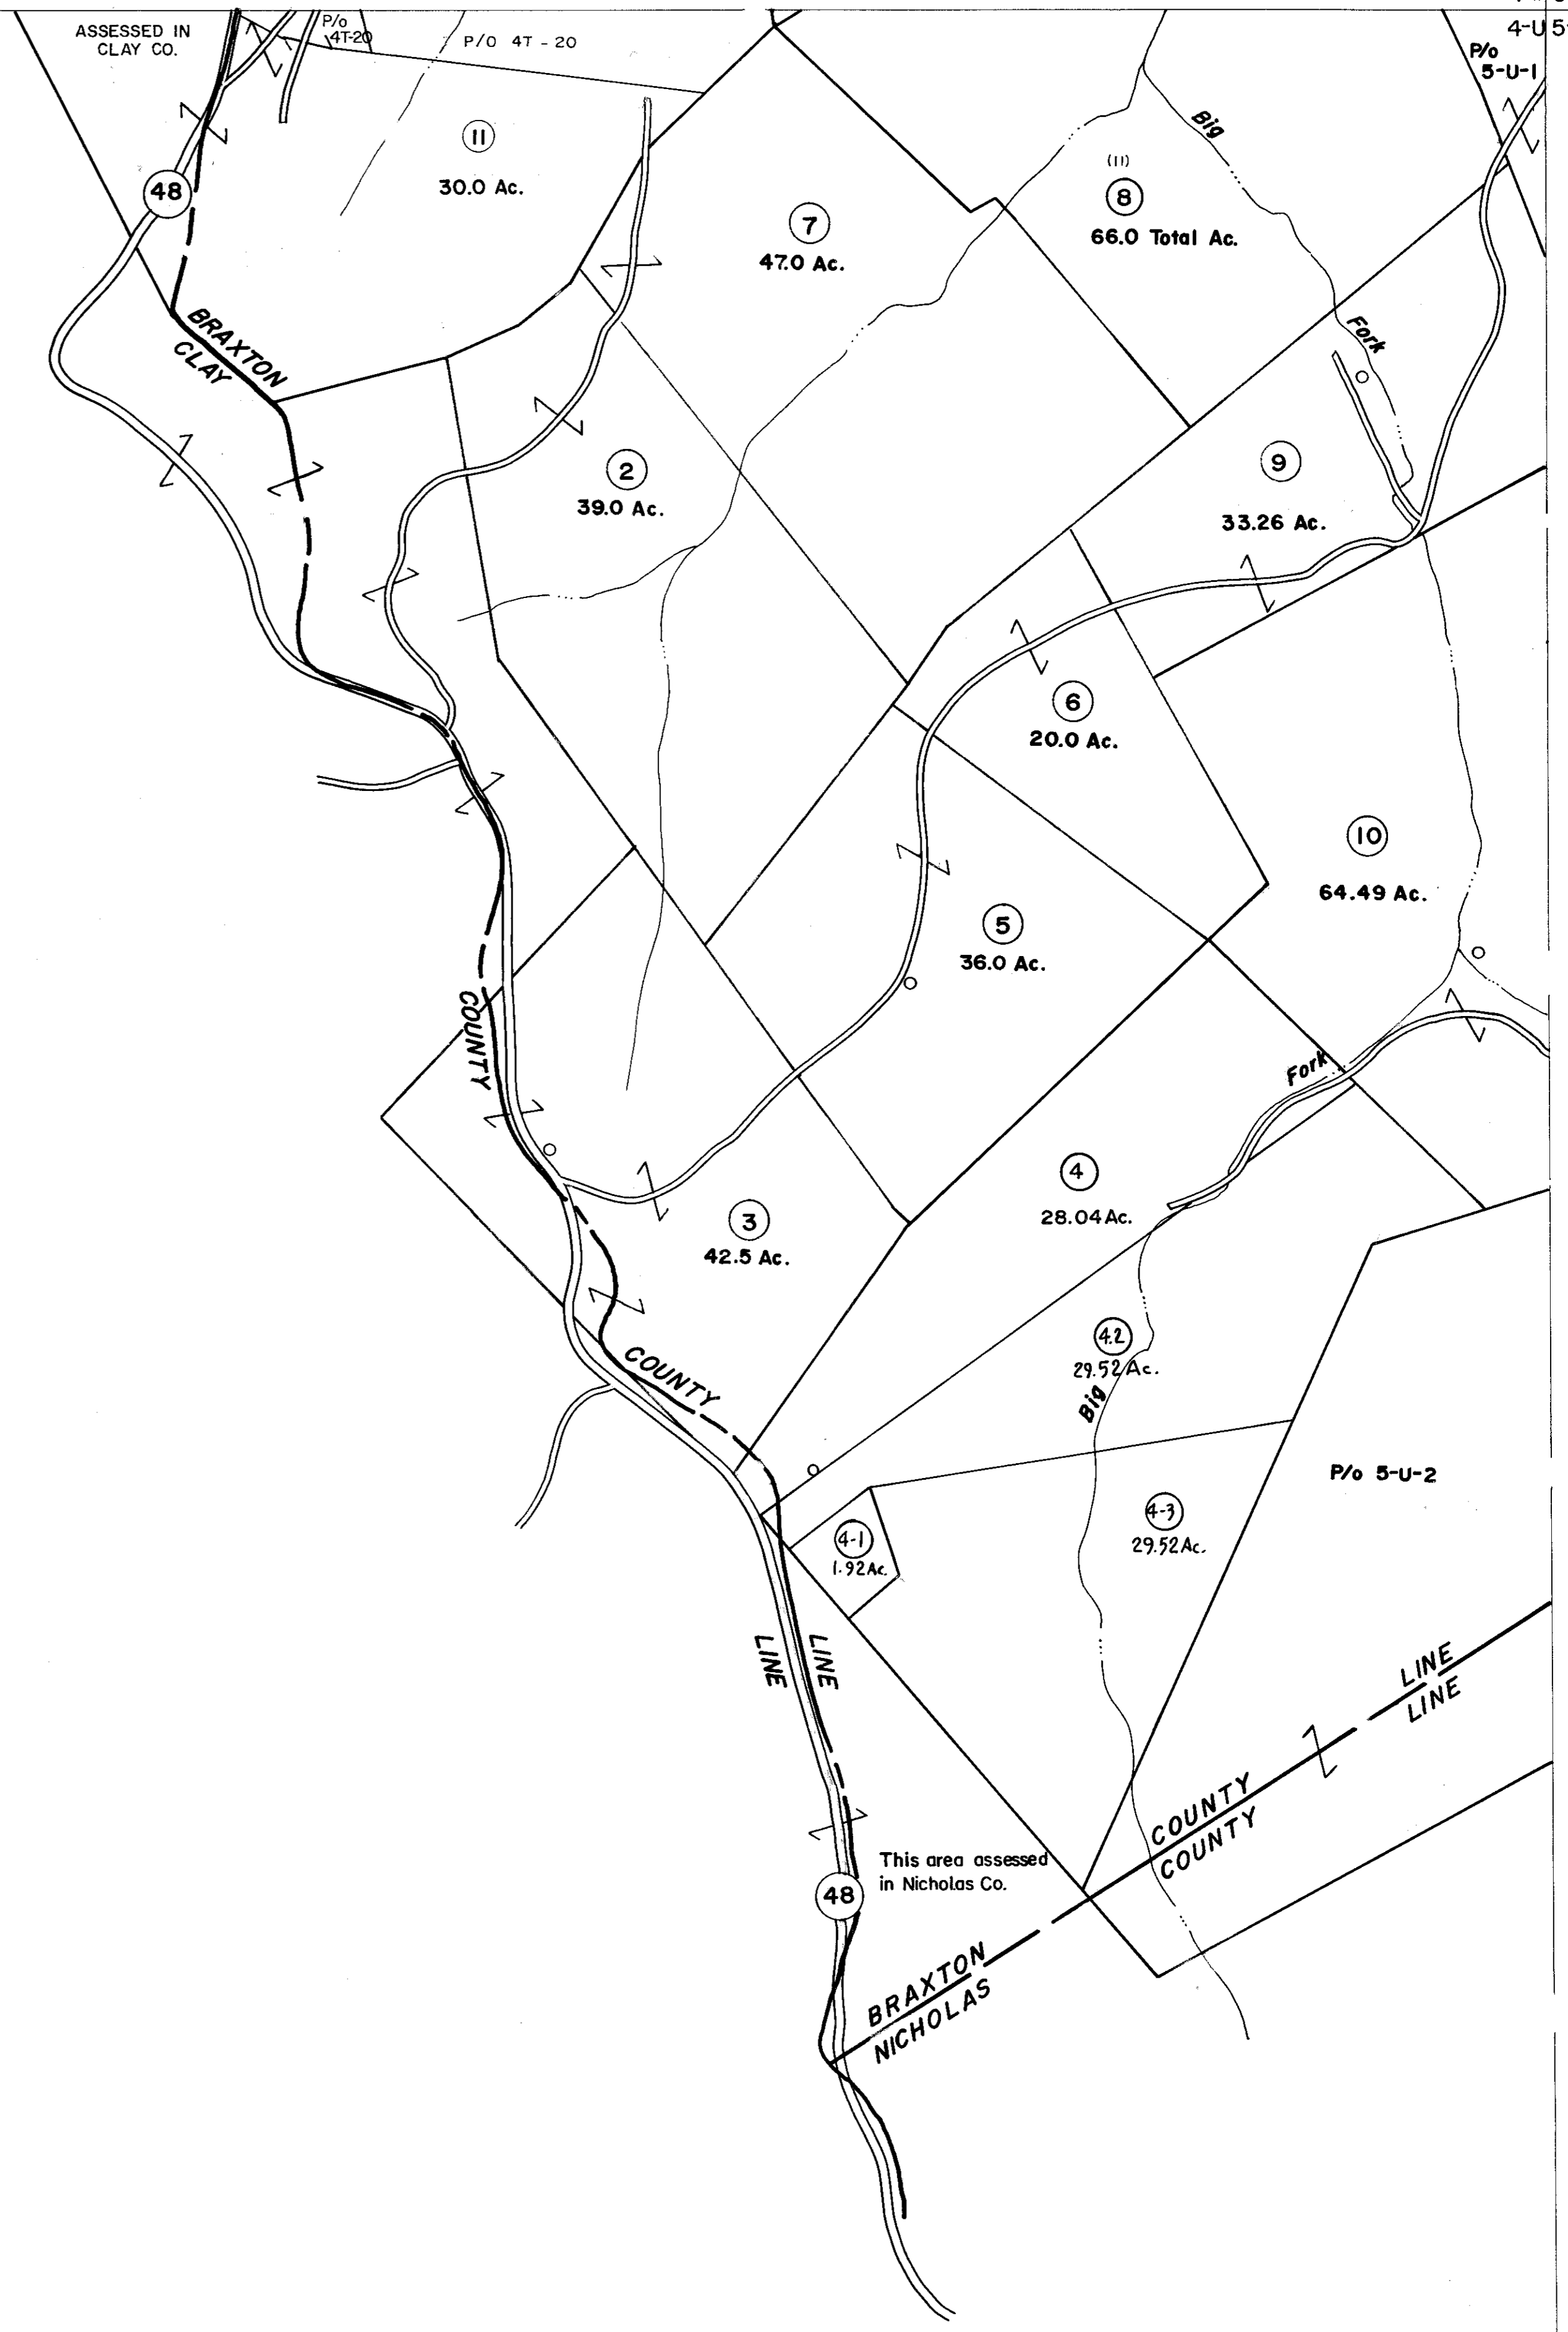 ASSESSED IN
CLAY CO.
P/o
4T-20
P/O 4T - 20
4-U
P/o
5-U-1
11
30.0 Ac.
48
7
47.0 Ac.
(11)
8
66.0 Total Ac.
Big
Fork
BRAXTON
CLAY
2
39.0 Ac.
9
33.26 Ac.
6
20.0 Ac.
10
64.49 Ac.
5
36.0 Ac.
COUNTY
Fork
4
28.04 Ac.
3
42.5 Ac.
4.2
29.52 Ac.
COUNTY
Big
P/o 5-U-2
4-3
29.52 Ac.
4-1
1.92 Ac.
LINE
LINE
LINE
LINE
COUNTY
COUNTY
This area assessed
in Nicholas Co.
48
BRAXTON
NICHOLAS